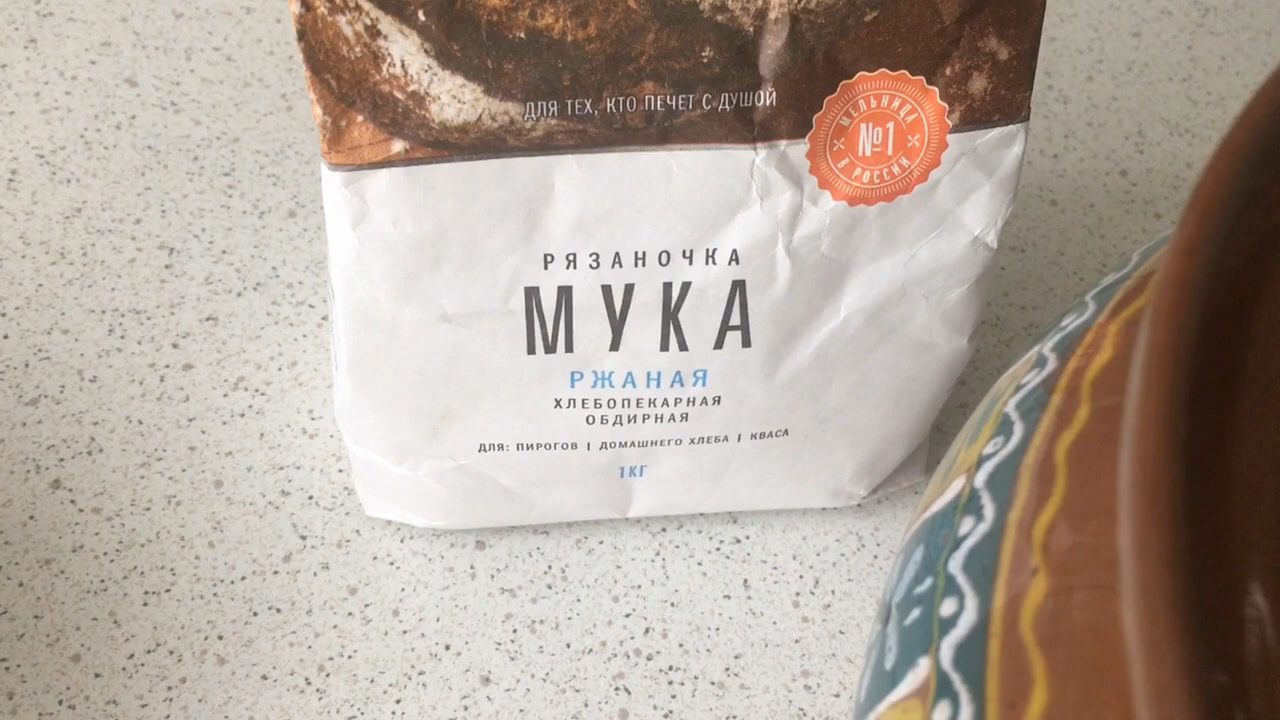 ДЛЯ ТЕХ, КТО ПЕЧЕТ С ДУШОЙ
МЕЛЬНИЦА
№1
В РОССИИ
РЯЗАНОЧКА
МУКА
РЖАНАЯ
ХЛЕБОПЕКАРНАЯ
ОБДИРНАЯ
ДЛЯ: ПИРОГОВ | ДОМАШНЕГО ХЛЕБА | КВАСА
1КГ